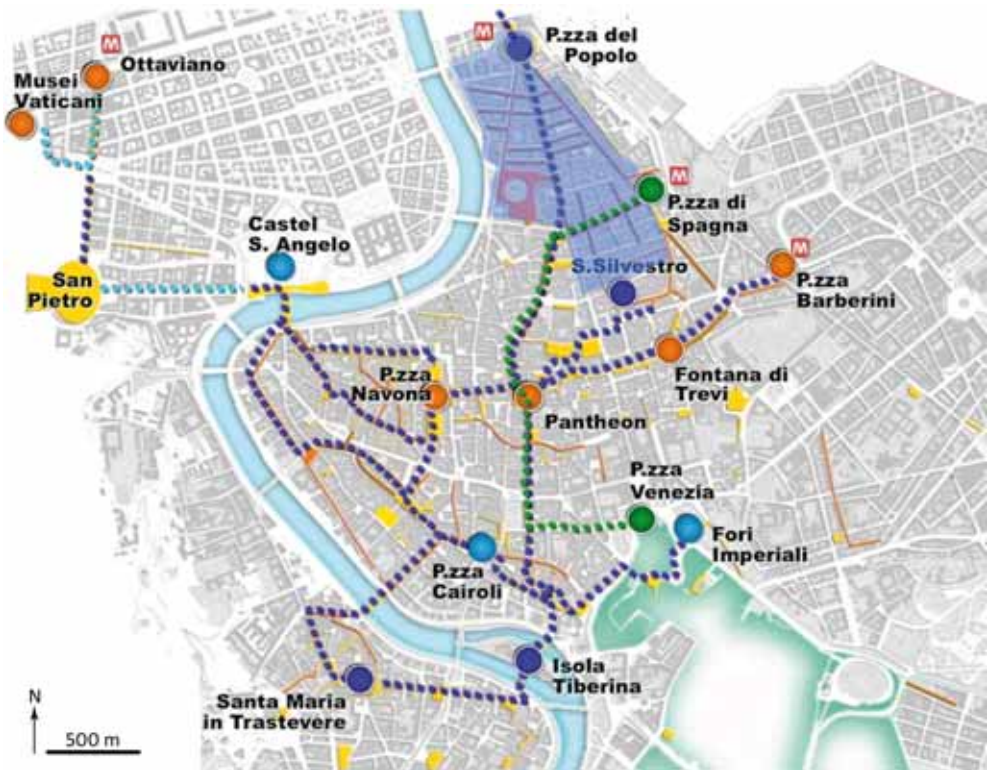 M
P.zza del
Popolo
M
Ottaviano
Musei
Vaticani
M
P.zza di
Spagna
Castel
S. Angelo
M
S.Silvestro
San
Pietro
P.zza
Barberini
P.zza
Navona
Fontana di
Trevi
Pantheon
P.zza
Venezia
Fori
Imperiali
P.zza
Cairoli
Isola
Tiberina
Santa Maria
in Trastevere
N
500 m